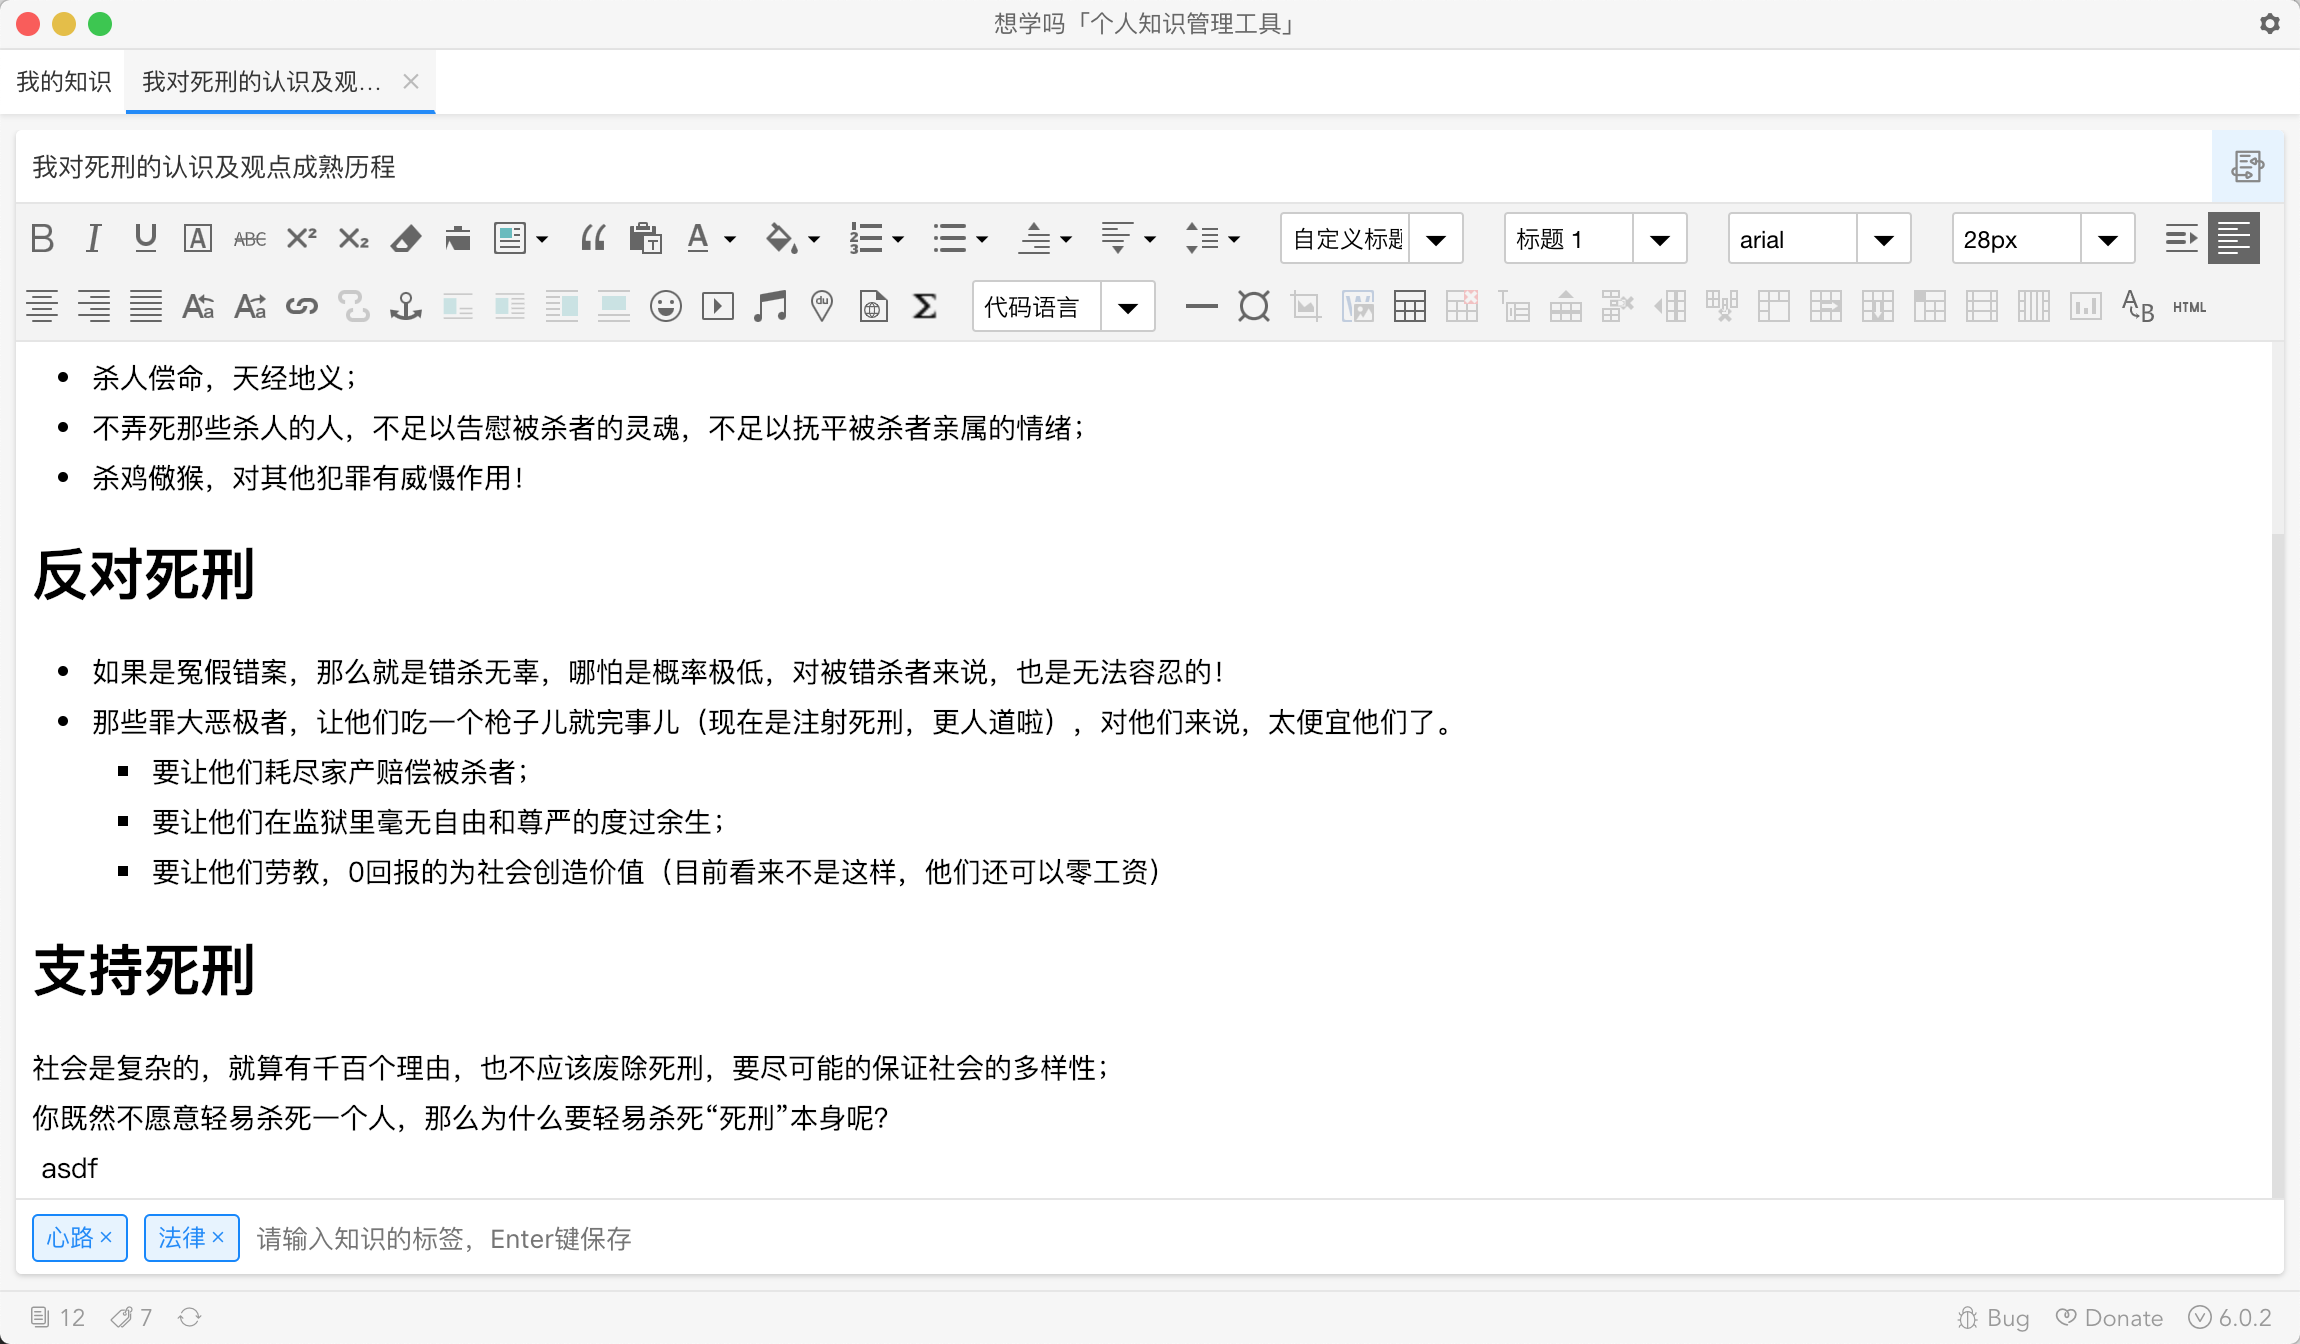 想学吗「个人知识管理工具」
我的知识
我对死刑的认识及观...
我对死刑的认识及观点成熟历程
自定义标题
标题 1
arial
28px
代码语言
HTML
杀人偿命，天经地义；
不弄死那些杀人的人，不足以告慰被杀者的灵魂，不足以抚平被杀者亲属的情绪；
杀鸡儆猴，对其他犯罪有威慑作用！
反对死刑
如果是冤假错案，那么就是错杀无辜，哪怕是概率极低，对被错杀者来说，也是无法容忍的！
那些罪大恶极者，让他们吃一个枪子儿就完事儿（现在是注射死刑，更人道啦），对他们来说，太便宜他们了。
要让他们耗尽家产赔偿被杀者；
要让他们在监狱里毫无自由和尊严的度过余生；
要让他们劳教，0回报的为社会创造价值（目前看来不是这样，他们还可以零工资）
支持死刑
社会是复杂的，就算有千百个理由，也不应该废除死刑，要尽可能的保证社会的多样性；
你既然不愿意轻易杀死一个人，那么为什么要轻易杀死“死刑”本身呢？
asdf
心路 ×
法律 ×
请输入知识的标签，Enter键保存
12
7
Bug
Donate
6.0.2